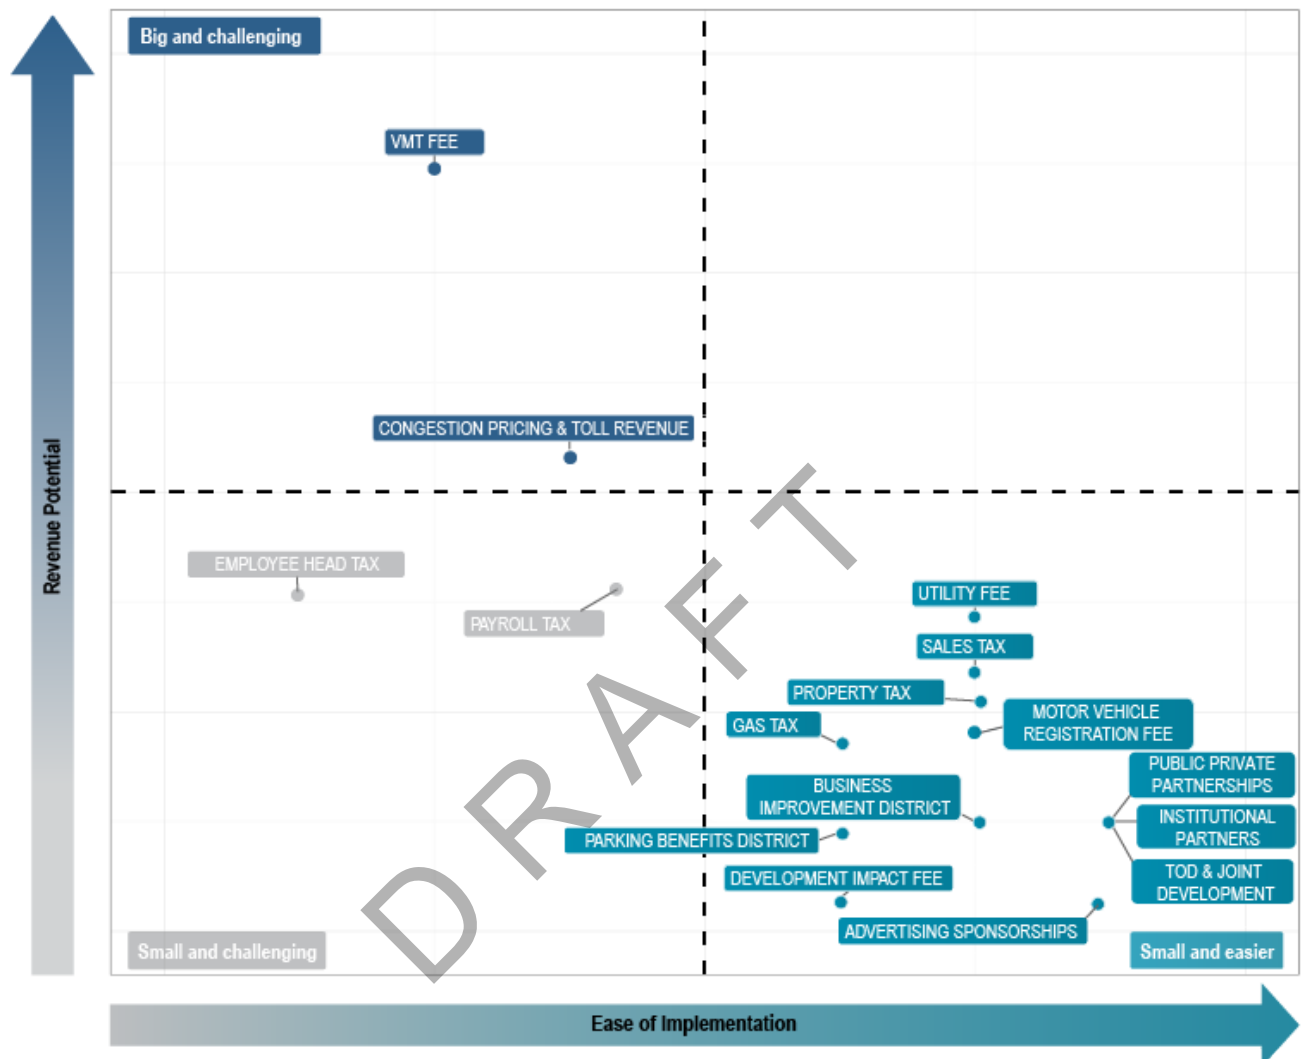 Big and challenging
VMT FEE
CONGESTION PRICING & TOLL REVENUE
Revenue Potential
EMPLOYEE HEAD TAX
PAYROLL TAX
UTILITY FEE
SALES TAX
PROPERTY TAX
GAS TAX
MOTOR VEHICLE
REGISTRATION FEE
PUBLIC PRIVATE
PARTNERSHIPS
BUSINESS
IMPROVEMENT DISTRICT
INSTITUTIONAL
PARTNERS
PARKING BENEFITS DISTRICT
TOD & JOINT
DEVELOPMENT
DEVELOPMENT IMPACT FEE
ADVERTISING SPONSORSHIPS
DRAFT
Small and challenging
Small and easier
Ease of Implementation